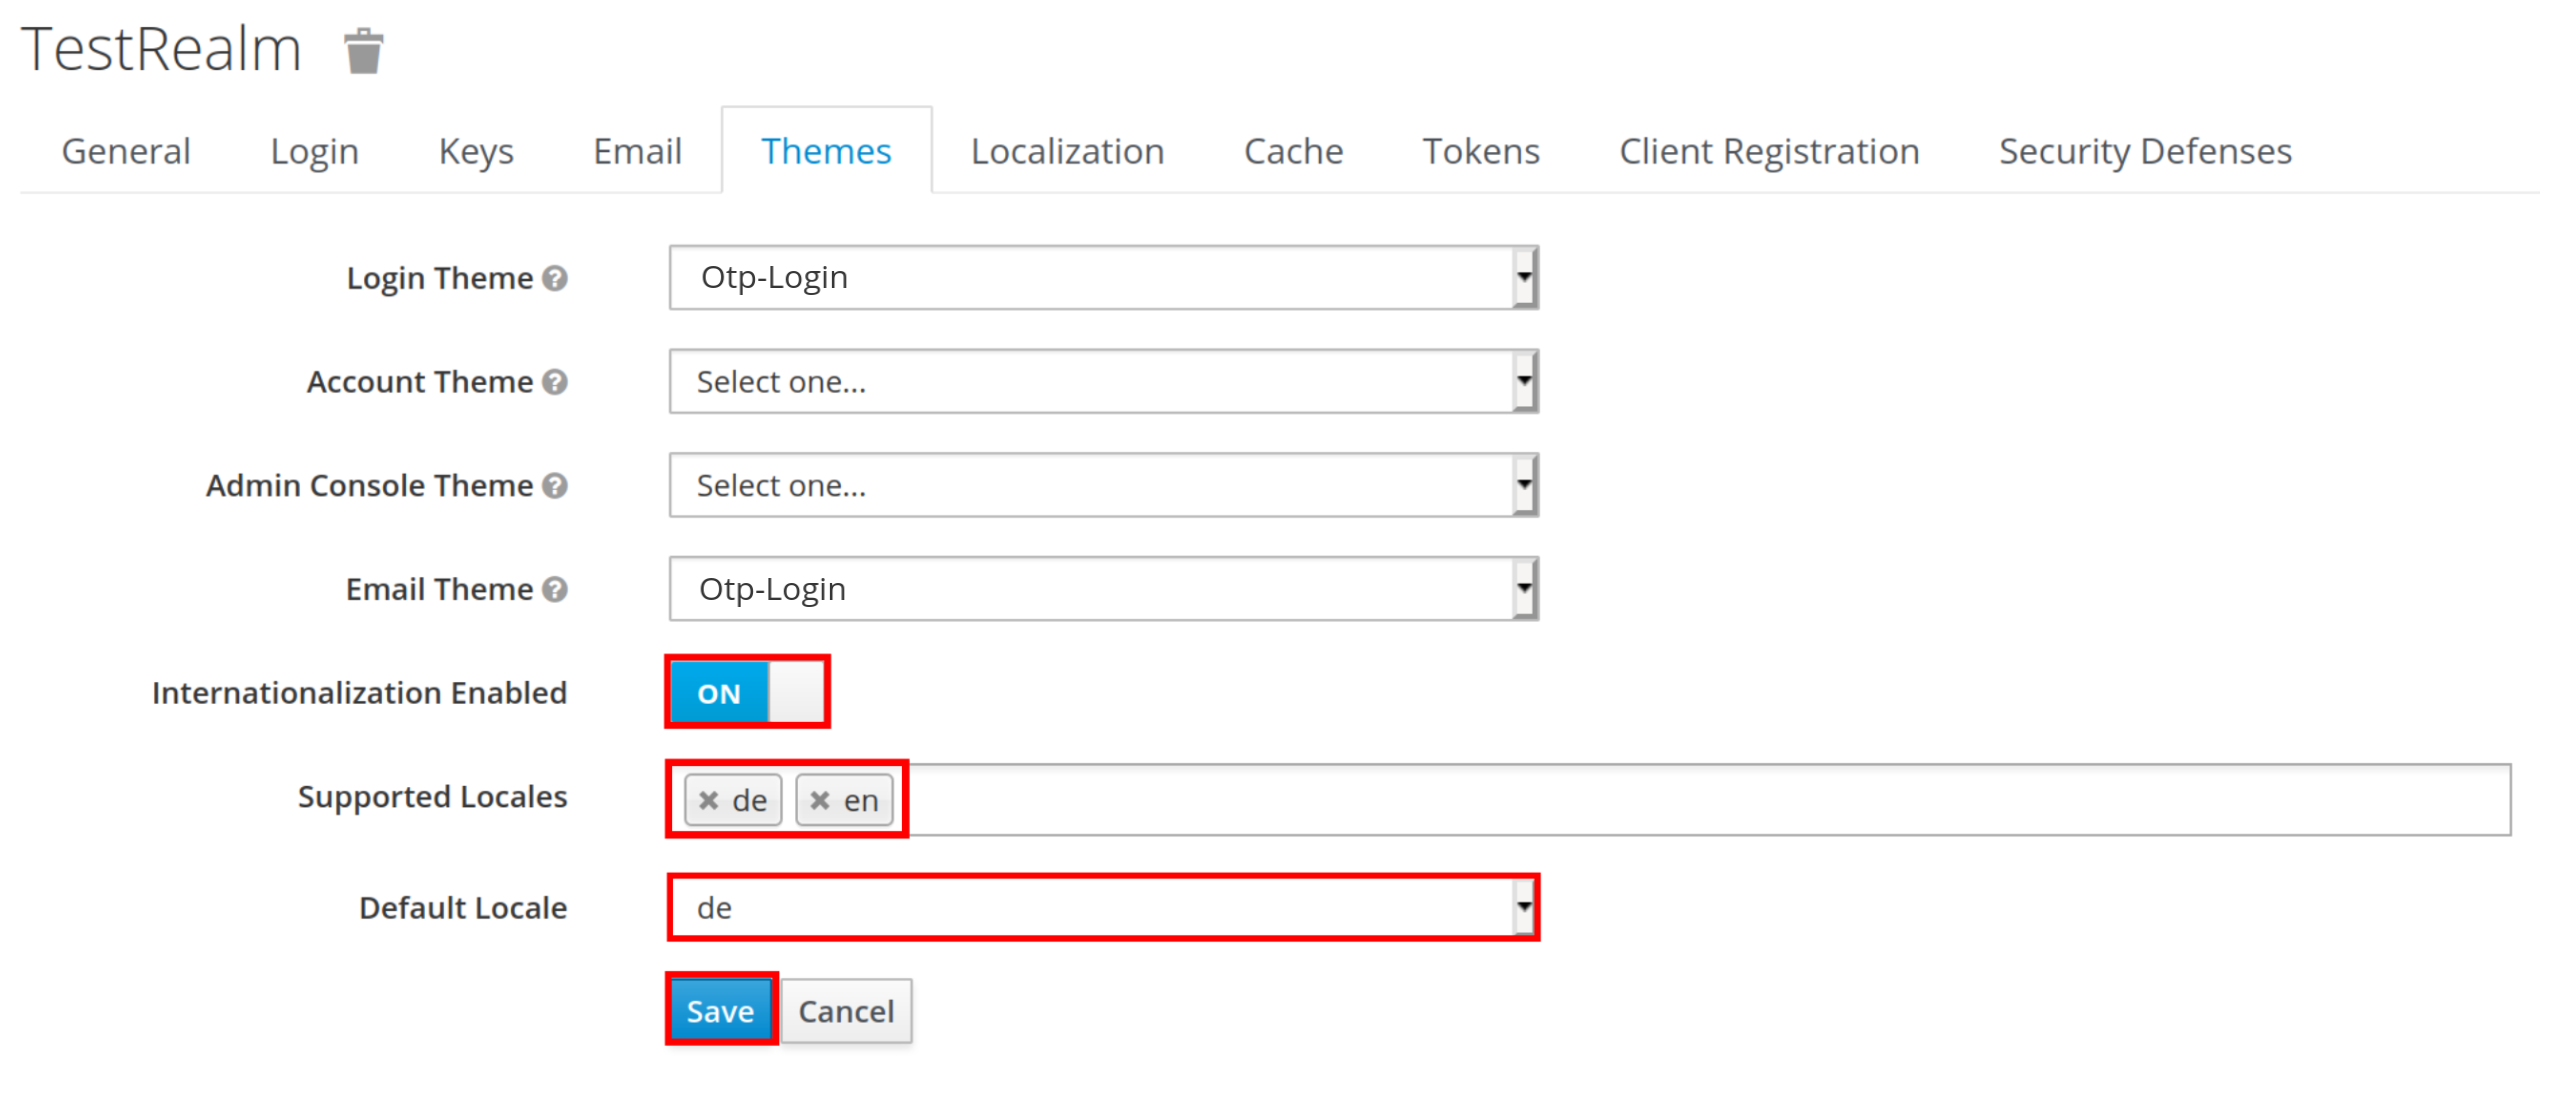 TestRealm
General Login Keys Email Themes Localization Cache Tokens Client Registration Security Defenses
Login Theme ? Otp-Login
Account Theme ? Select one...
Admin Console Theme ? Select one...
Email Theme ? Otp-Login
Internationalization Enabled ON
Supported Locales × de × en
Default Locale de
Save Cancel